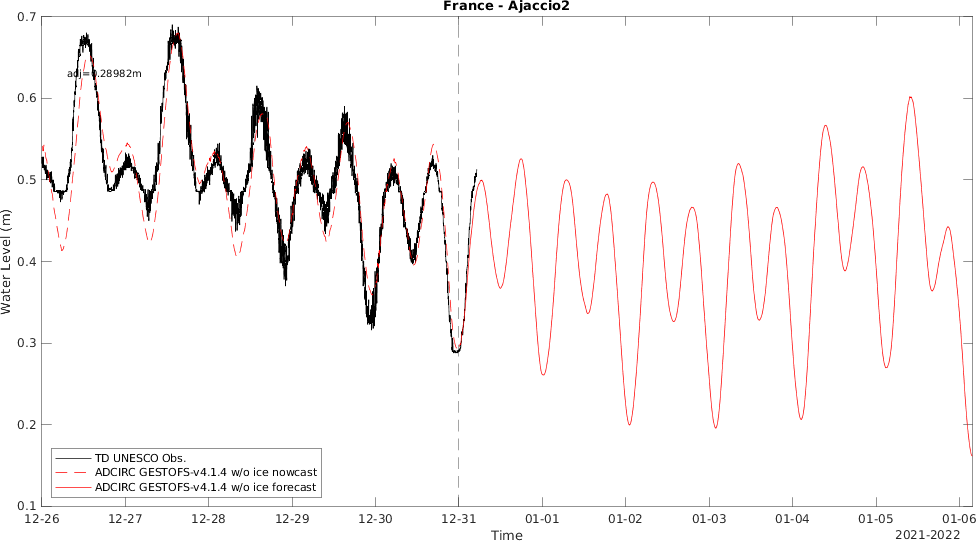 France - Ajaccio2
0.7
0.6
0.5
0.4
0.3
0.2
0.1
Water Level (m)
adj=0.28982m
TD UNESCO Obs.
ADCIRC GESTOFS-v4.1.4 w/o ice nowcast
ADCIRC GESTOFS-v4.1.4 w/o ice forecast
12-26 12-27 12-28 12-29 12-30 12-31 01-01 01-02 01-03 01-04 01-05 01-06
Time
2021-2022